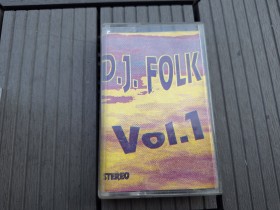 D.J. FOLK
Vol.1
STEREO